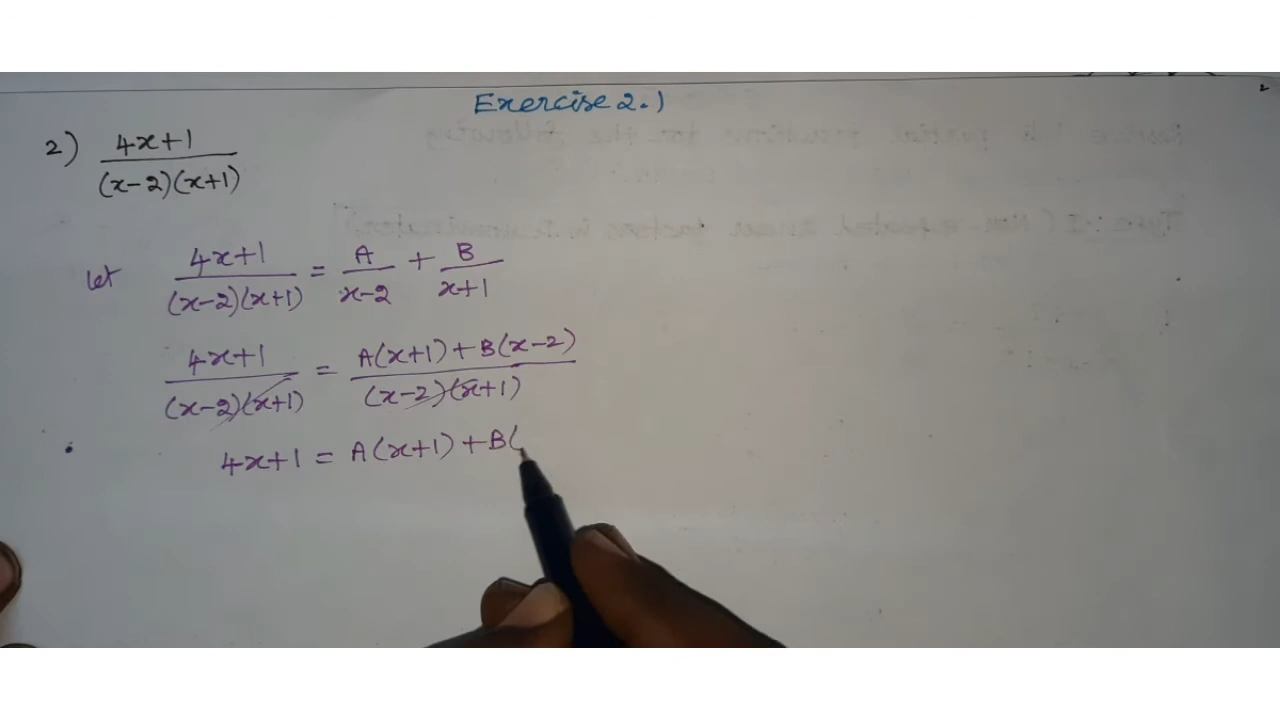 Exercise 2.1
2) (4x+1)/((x-2)(x+1))
let (4x+1)/((x-2)(x+1)) = A/(x-2) + B/(x+1)
(4x+1)/((x-2)(x+1)) = (A(x+1)+B(x-2))/((x-2)(x+1))
4x+1 = A(x+1)+B(